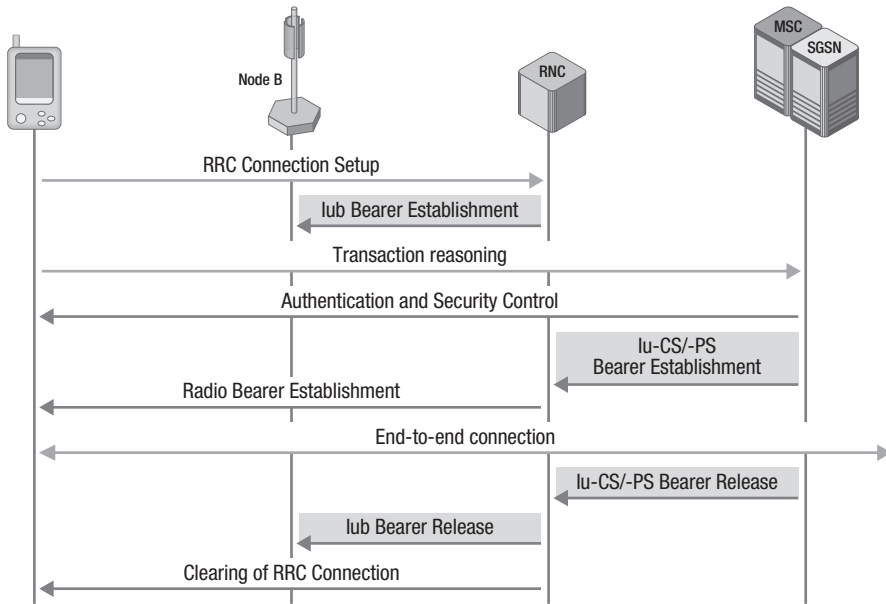 MSC
SGSN
Node B
RNC
RRC Connection Setup
Iub Bearer Establishment
Transaction reasoning
Authentication and Security Control
Iu-CS/-PS
Bearer Establishment
Radio Bearer Establishment
End-to-end connection
Iu-CS/-PS Bearer Release
Iub Bearer Release
Clearing of RRC Connection